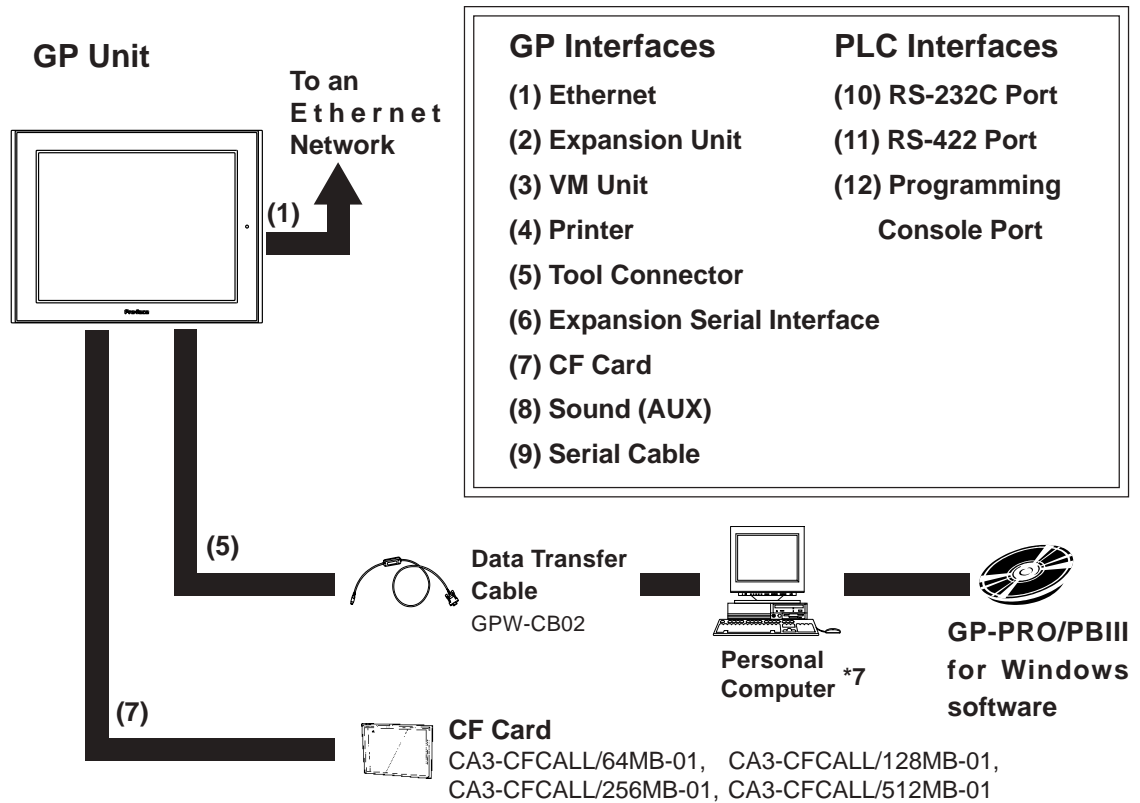 GP Unit
To an
Ethernet
Network
(1)
GP Interfaces
(1) Ethernet
(2) Expansion Unit
(3) VM Unit
(4) Printer
(5) Tool Connector
(6) Expansion Serial Interface
(7) CF Card
(8) Sound (AUX)
(9) Serial Cable
PLC Interfaces
(10) RS-232C Port
(11) RS-422 Port
(12) Programming
Console Port
Pro-face
(5)
Data Transfer
Cable
GPW-CB02
Personal
Computer *7
GP-PRO/PBIII
for Windows
software
(7)
CF Card
CA3-CFCALL/64MB-01, CA3-CFCALL/128MB-01,
CA3-CFCALL/256MB-01, CA3-CFCALL/512MB-01